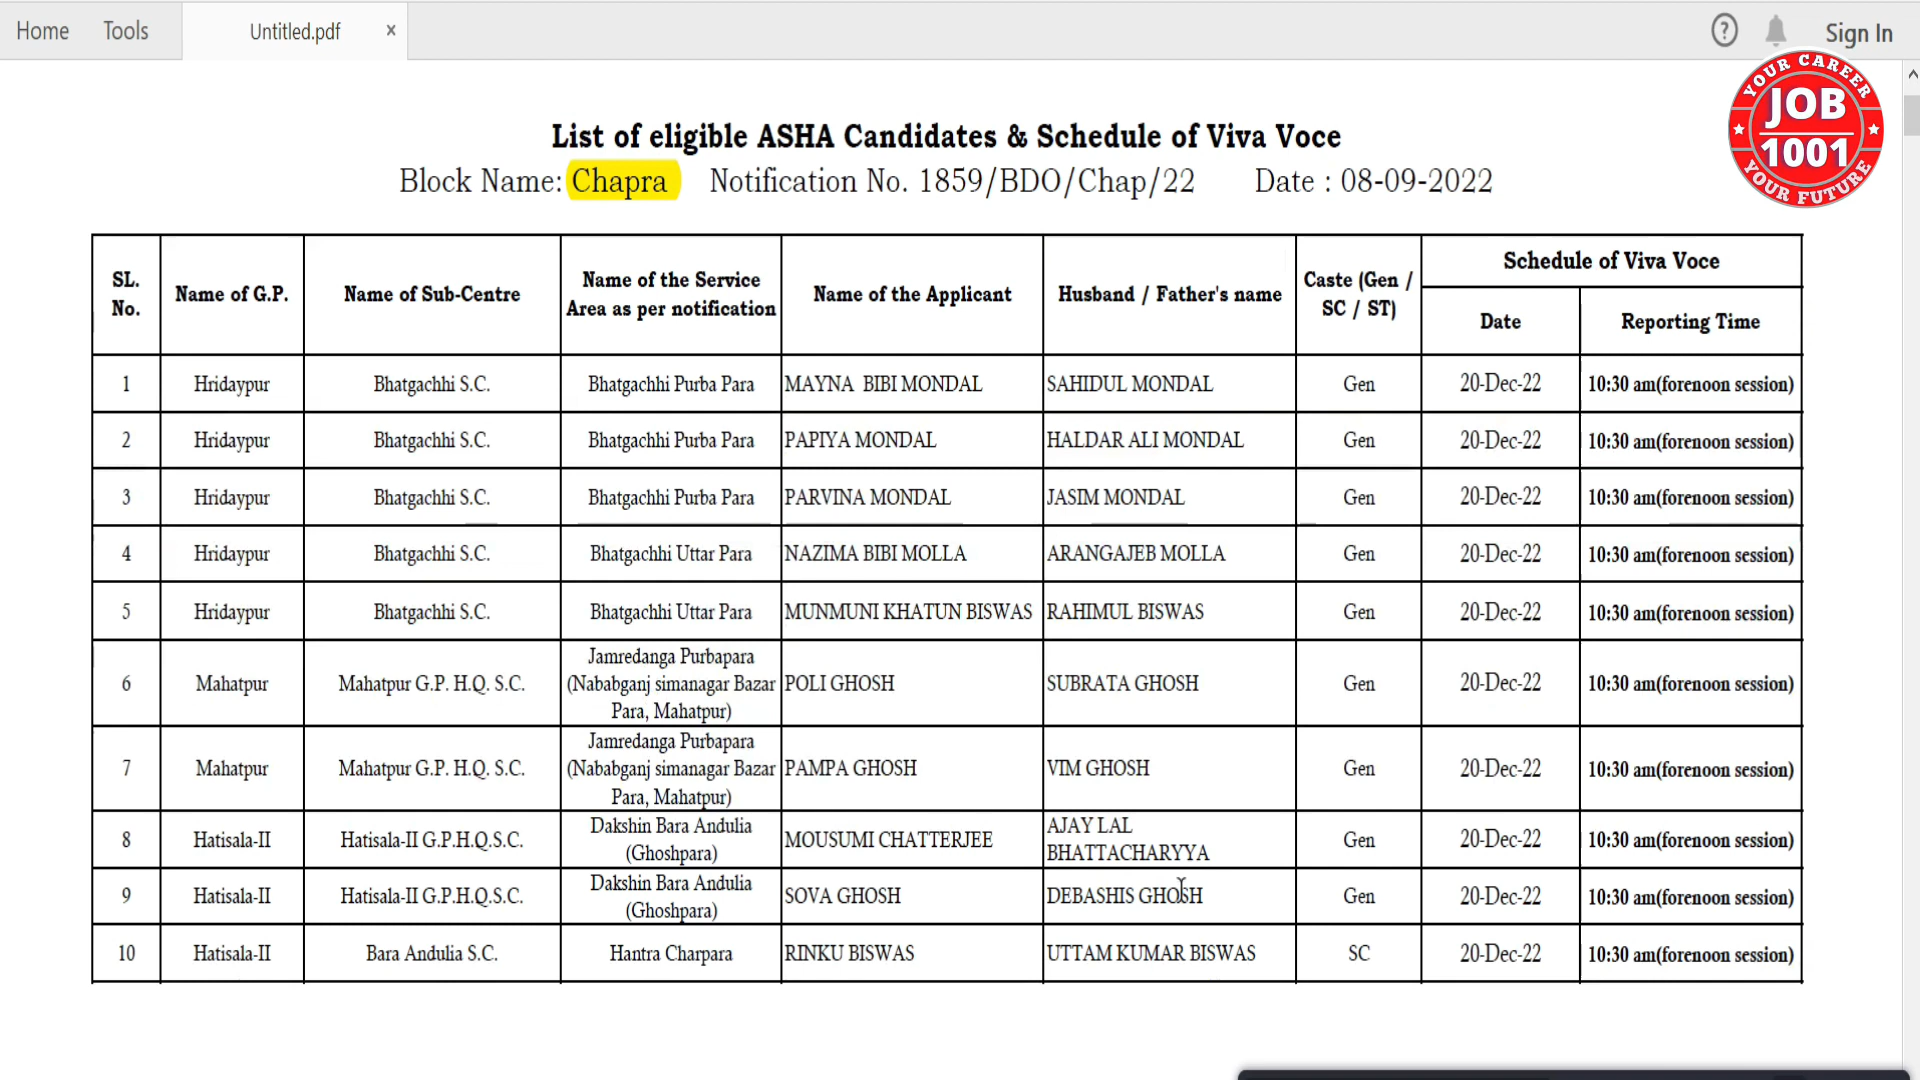 Home Tools Untitled.pdf × ? Sign In
YOUR CAREER
JOB
1001
YOUR FUTURE
List of eligible ASHA Candidates & Schedule of Viva Voce
Block Name: Chapra Notification No. 1859/BDO/Chap/22 Date : 08-09-2022
SL. No. Name of G.P. Name of Sub-Centre Name of the Service Area as per notification Name of the Applicant Husband / Father's name Caste (Gen / SC / ST) Schedule of Viva Voce
Date Reporting Time
1 Hridaypur Bhatgachhi S.C. Bhatgachhi Purba Para MAYNA BIBI MONDAL SAHIDUL MONDAL Gen 20-Dec-22 10:30 am(forenoon session)
2 Hridaypur Bhatgachhi S.C. Bhatgachhi Purba Para PAPIYA MONDAL HALDAR ALI MONDAL Gen 20-Dec-22 10:30 am(forenoon session)
3 Hridaypur Bhatgachhi S.C. Bhatgachhi Purba Para PARVINA MONDAL JASIM MONDAL Gen 20-Dec-22 10:30 am(forenoon session)
4 Hridaypur Bhatgachhi S.C. Bhatgachhi Uttar Para NAZIMA BIBI MOLLA ARANGAJEB MOLLA Gen 20-Dec-22 10:30 am(forenoon session)
5 Hridaypur Bhatgachhi S.C. Bhatgachhi Uttar Para MUNMUNI KHATUN BISWAS RAHIMUL BISWAS Gen 20-Dec-22 10:30 am(forenoon session)
6 Mahatpur Mahatpur G.P. H.Q. S.C. Jamredanga Purbapara (Nababganj simanagar Bazar Para, Mahatpur) POLI GHOSH SUBRATA GHOSH Gen 20-Dec-22 10:30 am(forenoon session)
7 Mahatpur Mahatpur G.P. H.Q. S.C. Jamredanga Purbapara (Nababganj simanagar Bazar Para, Mahatpur) PAMPA GHOSH VIM GHOSH Gen 20-Dec-22 10:30 am(forenoon session)
8 Hatisala-II Hatisala-II G.P.H.Q.S.C. Dakshin Bara Andulia (Ghoshpara) MOUSUMI CHATTERJEE AJAY LAL BHATTACHARYYA Gen 20-Dec-22 10:30 am(forenoon session)
9 Hatisala-II Hatisala-II G.P.H.Q.S.C. Dakshin Bara Andulia (Ghoshpara) SOVA GHOSH DEBASHIS GHOSH Gen 20-Dec-22 10:30 am(forenoon session)
10 Hatisala-II Bara Andulia S.C. Hantra Charpara RINKU BISWAS UTTAM KUMAR BISWAS SC 20-Dec-22 10:30 am(forenoon session)